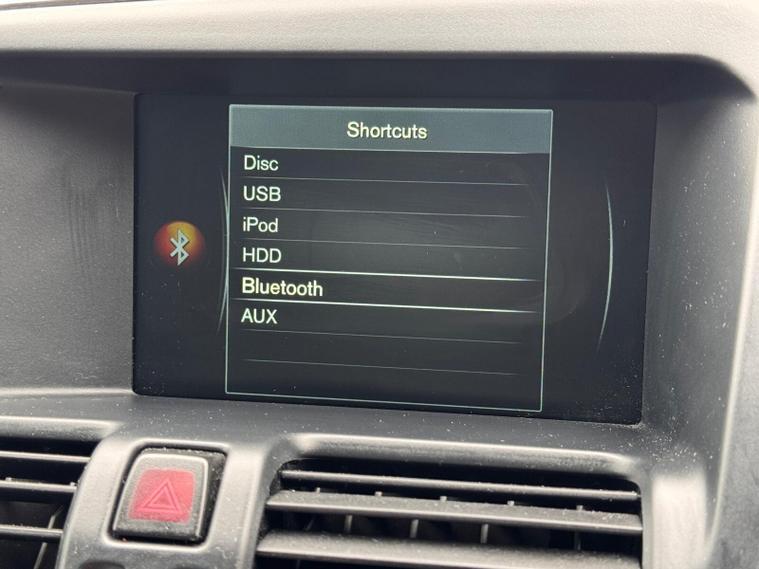 Shortcuts
Disc
USB
iPod
HDD
Bluetooth
AUX